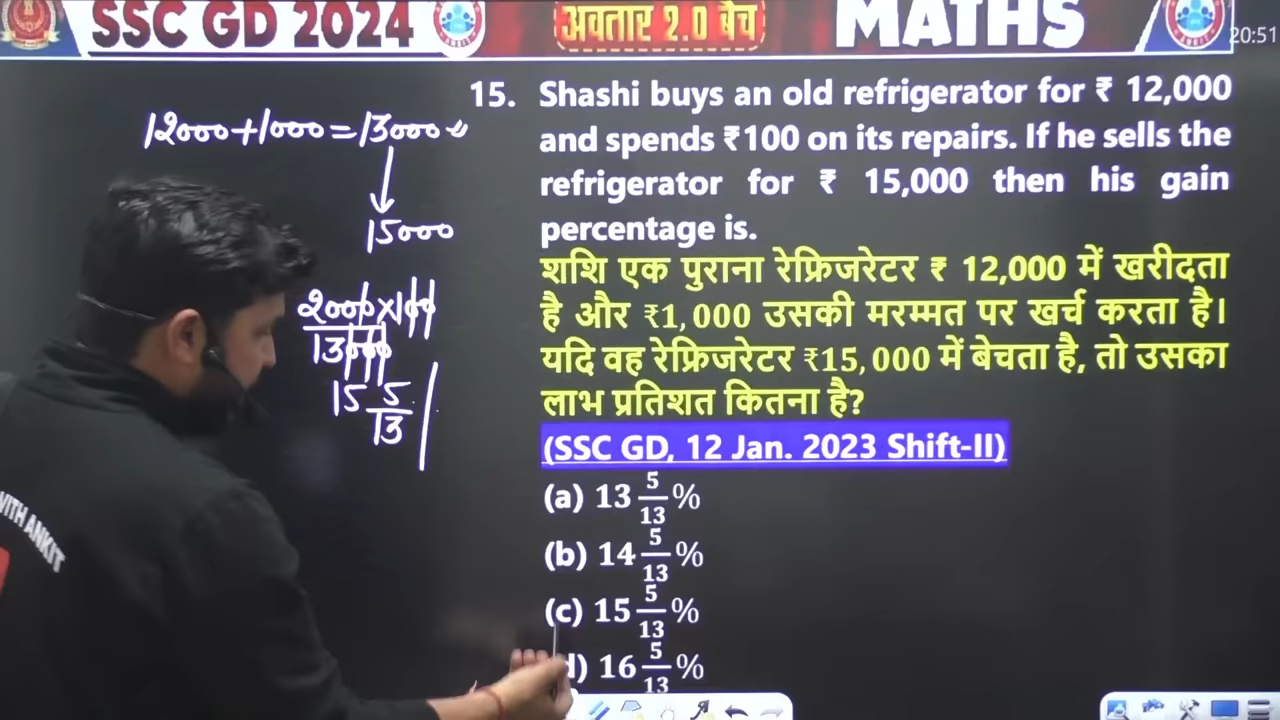 SSC GD 2024
अवतार 2.0 बैच
MATHS
20:51
12000+1000=13000
15000
2000×100
13000
15 5/13
15. Shashi buys an old refrigerator for ₹ 12,000
and spends ₹100 on its repairs. If he sells the
refrigerator for ₹ 15,000 then his gain
percentage is.
शशि एक पुराना रेफ्रिजरेटर ₹ 12,000 में खरीदता
है और ₹1,000 उसकी मरम्मत पर खर्च करता है।
यदि वह रेफ्रिजरेटर ₹15,000 में बेचता है, तो उसका
लाभ प्रतिशत कितना है?
(SSC GD, 12 Jan. 2023 Shift-II)
(a) 13 5/13 %
(b) 14 5/13 %
(c) 15 5/13 %
d) 16 5/13 %
WITH ANKIT